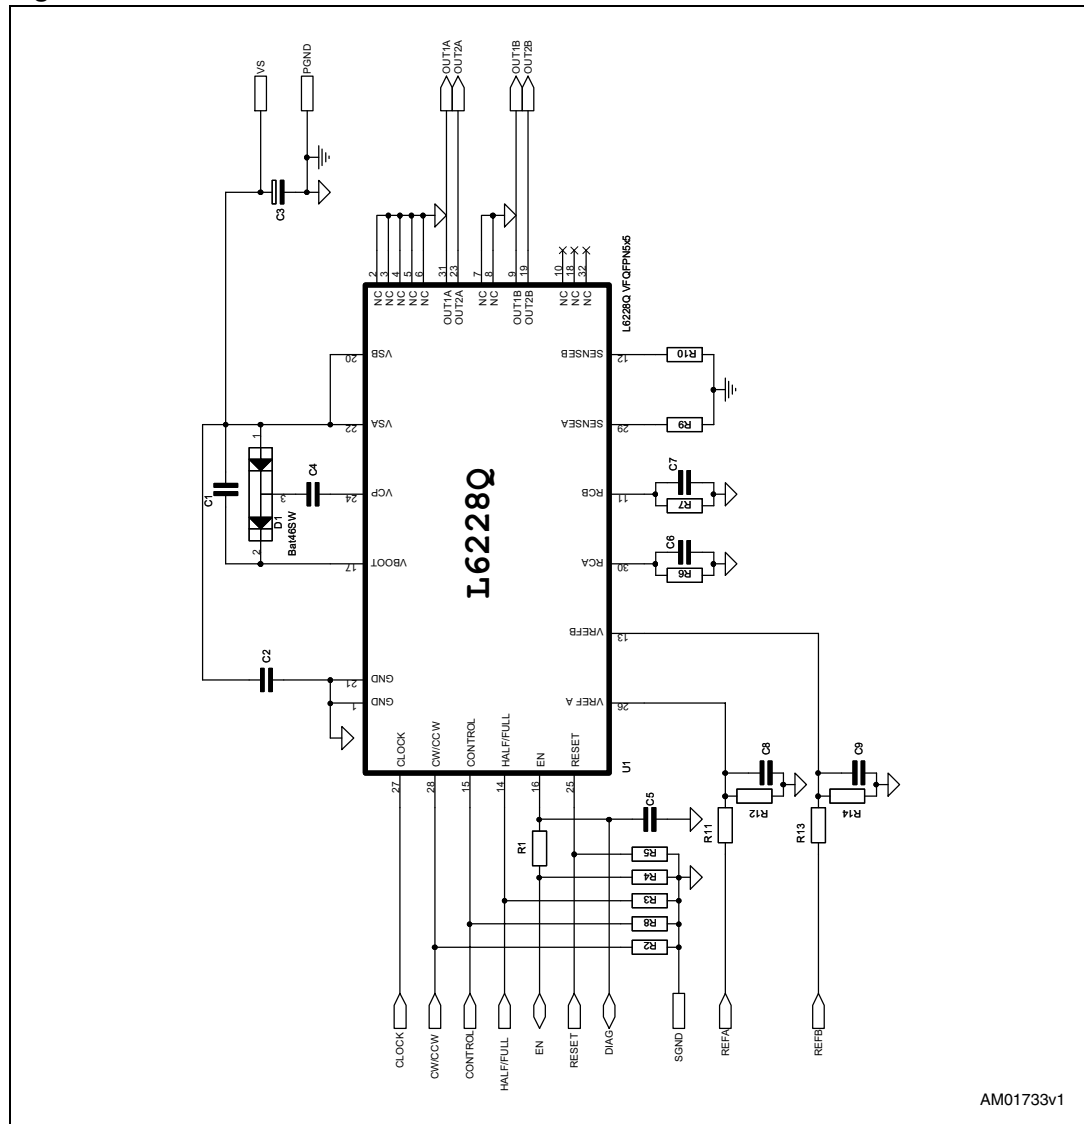 VS
PGND
OUT1A
OUT2A
OUT1B
OUT2B
C3
2
3
4
5
6
31
23
7
8
9
19
10
18
32
NC
NC
NC
NC
NC
OUT1A
OUT2A
NC
NC
OUT1B
OUT2B
NC
NC
NC
L6228Q VFQFPN5x5
20
VSB
SENSEB
12
R10
22
VSA
SENSEA
29
R9
C1
1
3
2
D1
Bat46SW
C4
24
VCP
RCB
11
C7
R7
17
VBOOT
RCA
30
C6
R6
L6228Q
VREFB
13
C2
21
GND
1
GND
VREF A
26
CLOCK
CW/CCW
CONTROL
HALF/FULL
EN
RESET
U1
27
28
15
14
16
25
C8
R12
R11
C9
R14
R13
C5
R1
R5
R4
R3
R8
R2
CLOCK
CW/CCW
CONTROL
HALF/FULL
EN
RESET
DIAG
SGND
REFA
REFB
AM01733v1